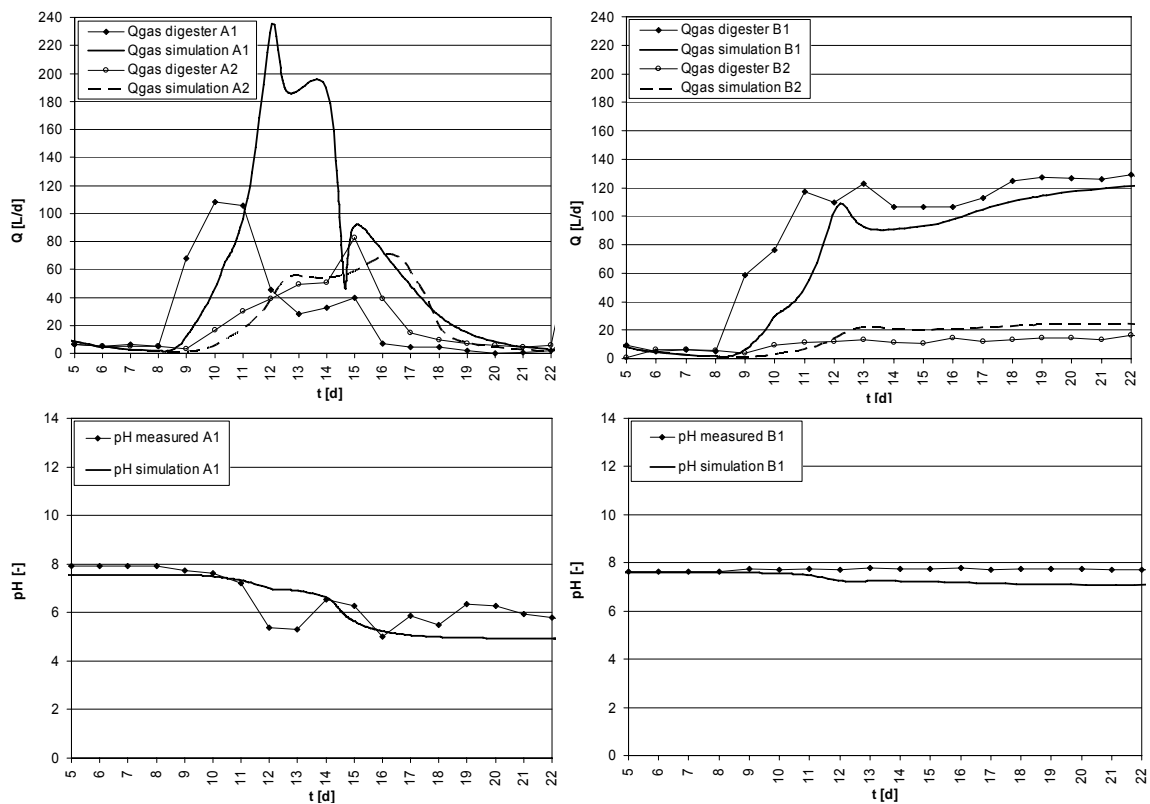 Qgas digester A1
Qgas simulation A1
Qgas digester A2
Qgas simulation A2
Q [L/d]
240
220
200
180
160
140
120
100
80
60
40
20
0
5 6 7 8 9 10 11 12 13 14 15 16 17 18 19 20 21 22
t [d]
Qgas digester B1
Qgas simulation B1
Qgas digester B2
Qgas simulation B2
Q [L/d]
240
220
200
180
160
140
120
100
80
60
40
20
0
5 6 7 8 9 10 11 12 13 14 15 16 17 18 19 20 21 22
t [d]
pH measured A1
pH simulation A1
pH [-]
14
12
10
8
6
4
2
0
5 6 7 8 9 10 11 12 13 14 15 16 17 18 19 20 21 22
t [d]
pH measured B1
pH simulation B1
pH [-]
14
12
10
8
6
4
2
0
5 6 7 8 9 10 11 12 13 14 15 16 17 18 19 20 21 22
t [d]